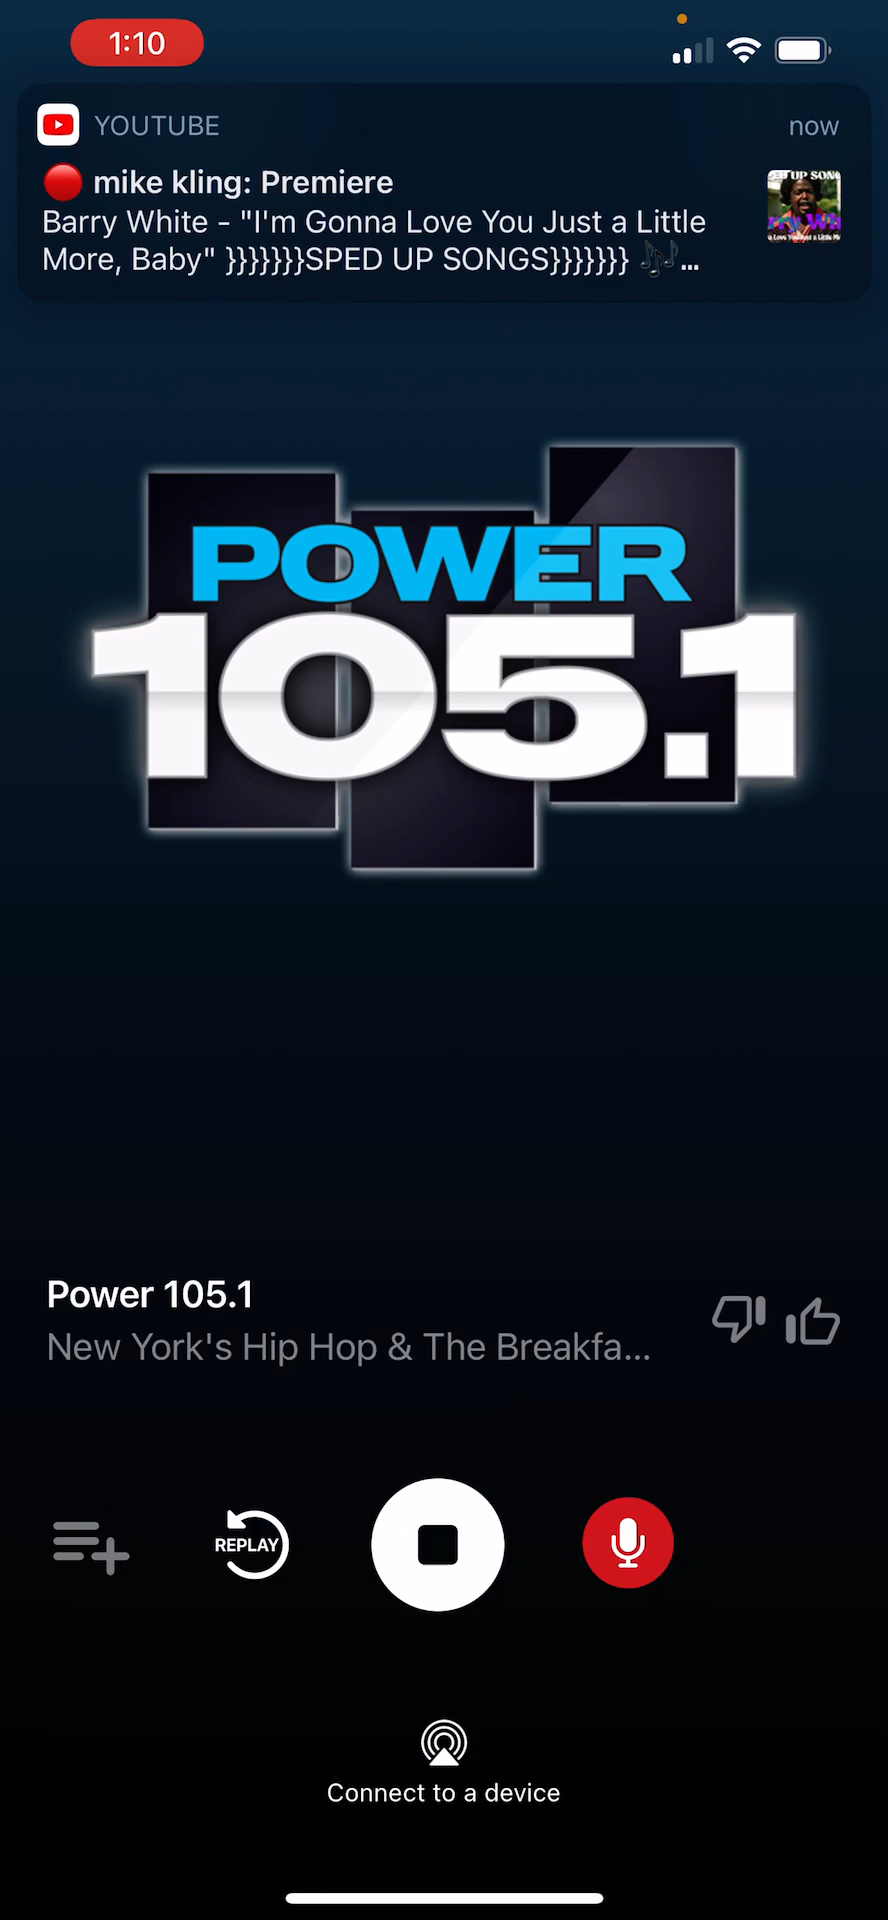 1:10
YOUTUBE
now
🔴 mike kling: Premiere
Barry White - "I'm Gonna Love You Just a Little
More, Baby" }}}}}}}SPED UP SONGS}}}}}}} 🎶...
POWER
105.1
Power 105.1
New York's Hip Hop & The Breakfa...
REPLAY
Connect to a device